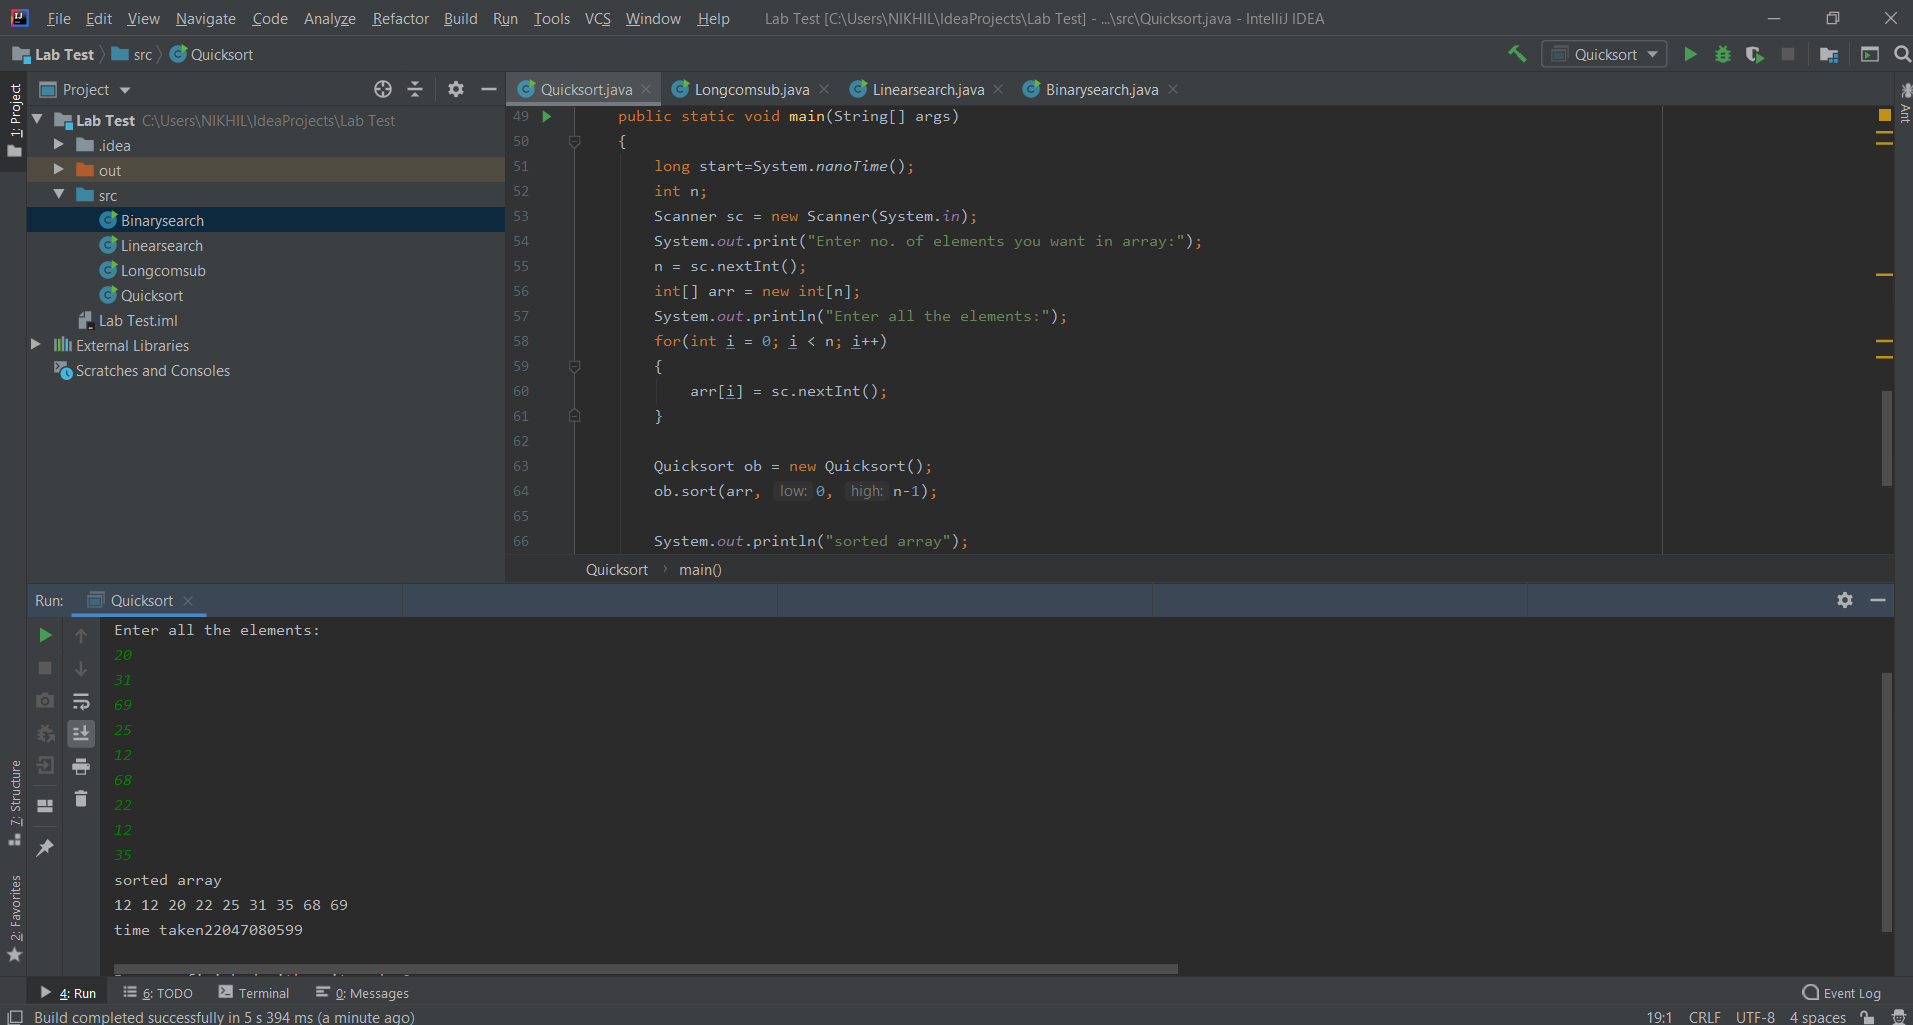 File Edit View Navigate Code Analyze Refactor Build Run Tools VCS Window Help Lab Test [C:\Users\NIKHIL\IdeaProjects\Lab Test] - ...\src\Quicksort.java - IntelliJ IDEA
Lab Test src Quicksort
Quicksort
1: Project
Project
Lab Test C:\Users\NIKHIL\IdeaProjects\Lab Test
.idea
out
src
Binarysearch
Linearsearch
Longcomsub
Quicksort
Lab Test.iml
External Libraries
Scratches and Consoles
Quicksort.java Longcomsub.java Linearsearch.java Binarysearch.java
Ant
49 public static void main(String[] args)
50 {
51 long start=System.nanoTime();
52 int n;
53 Scanner sc = new Scanner(System.in);
54 System.out.print("Enter no. of elements you want in array:");
55 n = sc.nextInt();
56 int[] arr = new int[n];
57 System.out.println("Enter all the elements:");
58 for(int i = 0; i < n; i++)
59 {
60 arr[i] = sc.nextInt();
61 }
62
63 Quicksort ob = new Quicksort();
64 ob.sort(arr, low: 0, high: n-1);
65
66 System.out.println("sorted array");
Quicksort › main()
Run: Quicksort
Enter all the elements:
20
31
69
25
12
68
22
12
35
sorted array
12 12 20 22 25 31 35 68 69
time taken22047080599
7: Structure
2: Favorites
4: Run 6: TODO Terminal 0: Messages Event Log
Build completed successfully in 5 s 394 ms (a minute ago) 19:1 CRLF UTF-8 4 spaces